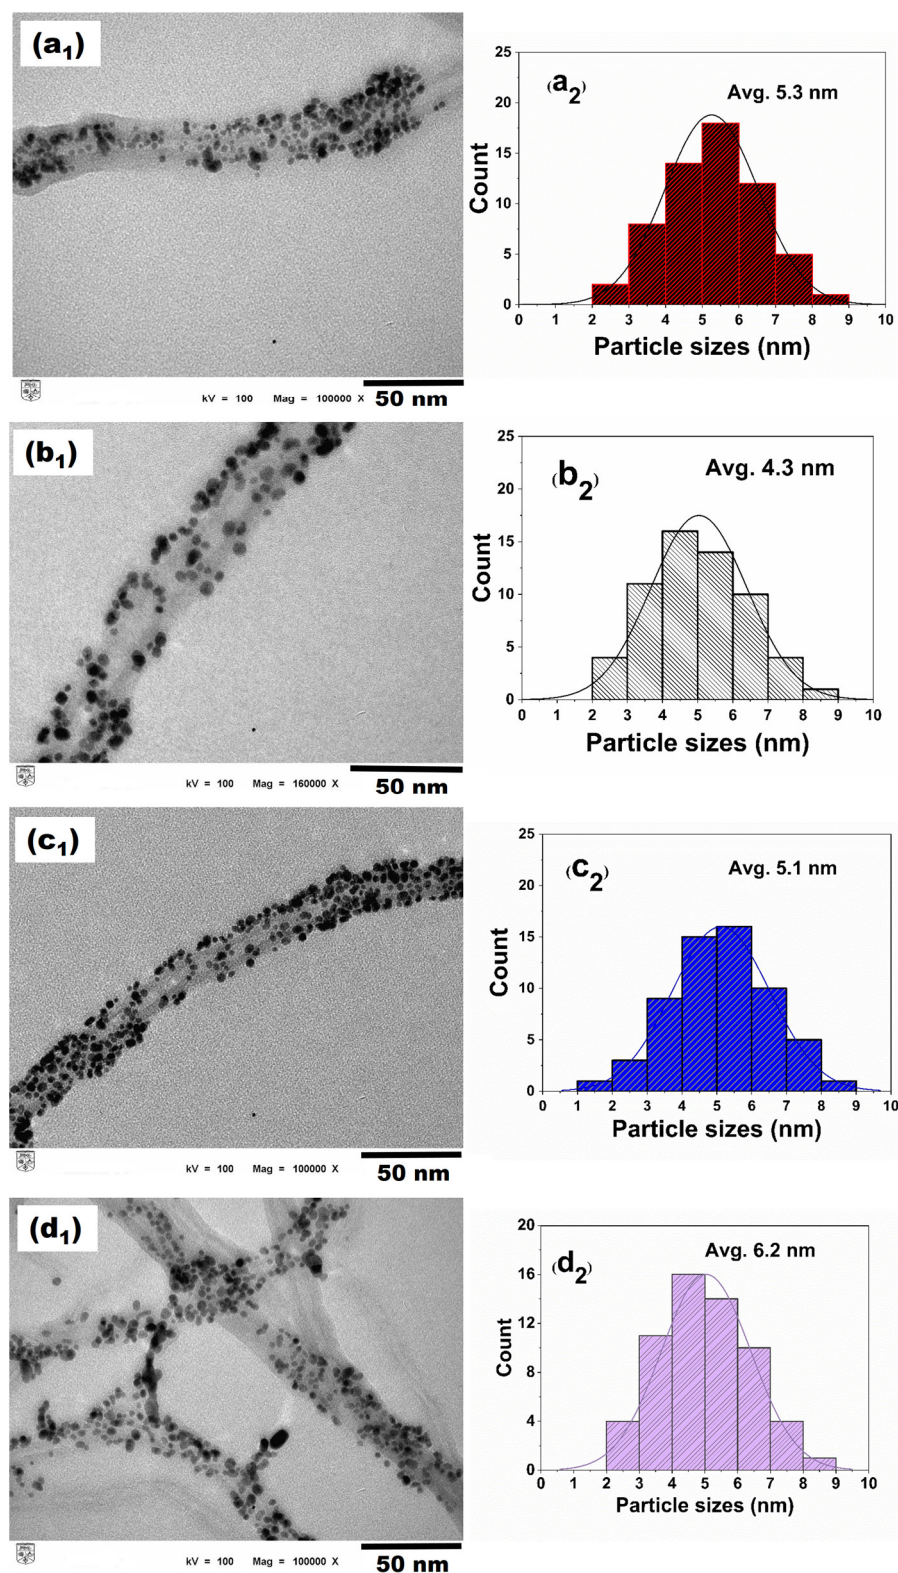 (a1)
kV = 100 Mag = 100000 X
50 nm
(a2)
Avg. 5.3 nm
Count
25
20
15
10
5
0
0 1 2 3 4 5 6 7 8 9 10
Particle sizes (nm)
(b1)
kV = 100 Mag = 160000 X
50 nm
(b2)
Avg. 4.3 nm
Count
25
20
15
10
5
0
0 1 2 3 4 5 6 7 8 9 10
Particle sizes (nm)
(c1)
kV = 100 Mag = 100000 X
50 nm
(c2)
Avg. 5.1 nm
Count
25
20
15
10
5
0
0 1 2 3 4 5 6 7 8 9 10
Particle sizes (nm)
(d1)
kV = 100 Mag = 100000 X
50 nm
(d2)
Avg. 6.2 nm
Count
20
16
12
8
4
0
0 1 2 3 4 5 6 7 8 9 10
Particle sizes (nm)